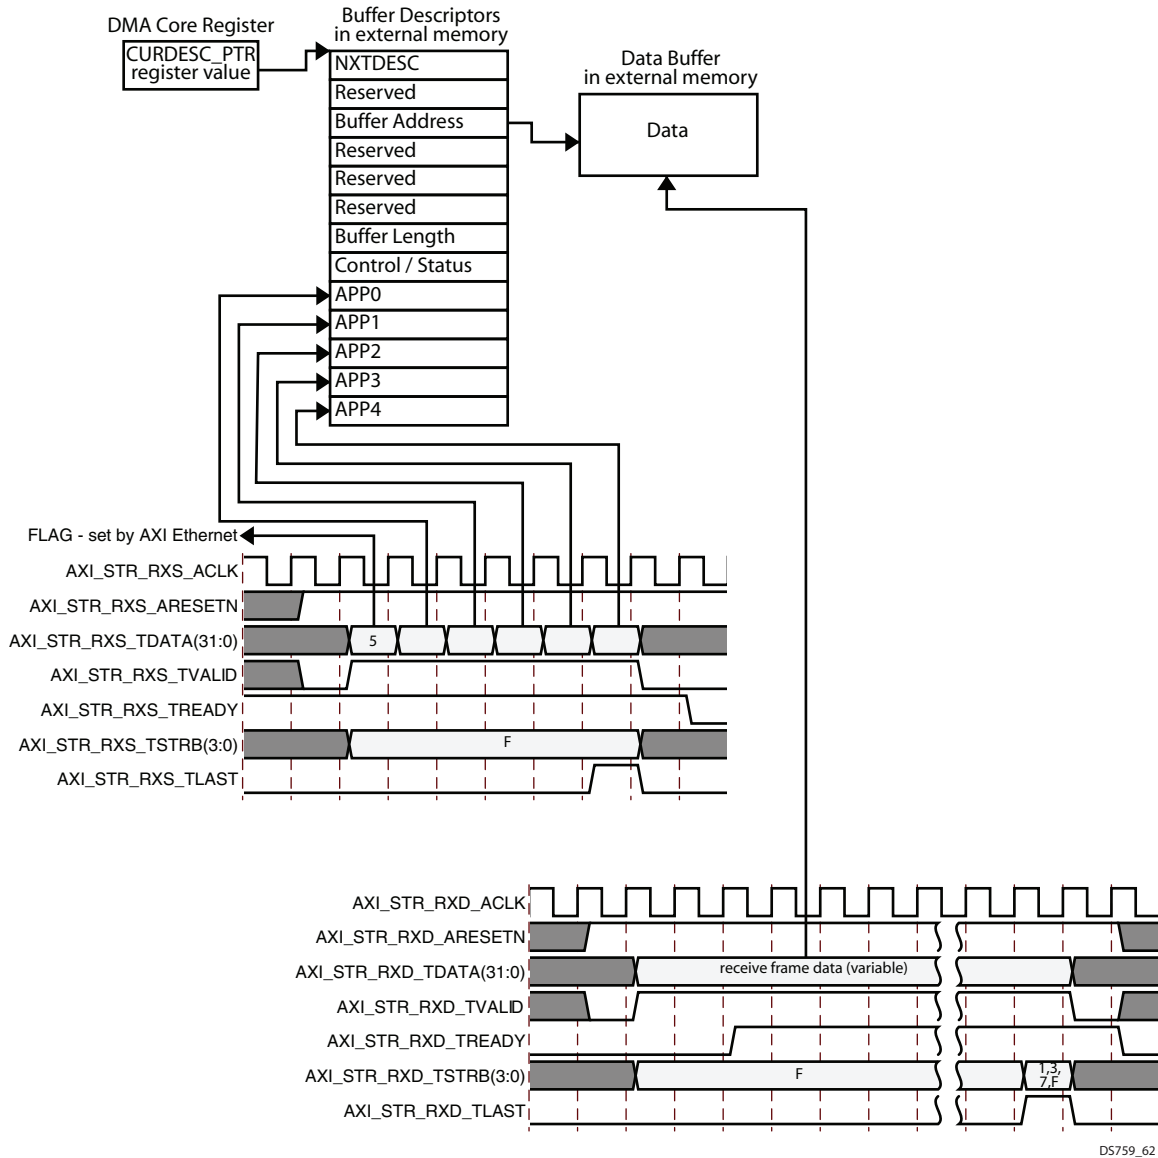 DMA Core Register
CURDESC_PTR
register value
Buffer Descriptors
in external memory
NXTDESC
Reserved
Buffer Address
Reserved
Reserved
Reserved
Buffer Length
Control / Status
APP0
APP1
APP2
APP3
APP4
Data Buffer
in external memory
Data
FLAG - set by AXI Ethernet
AXI_STR_RXS_ACLK
AXI_STR_RXS_ARESETN
AXI_STR_RXS_TDATA(31:0)
5
AXI_STR_RXS_TVALID
AXI_STR_RXS_TREADY
AXI_STR_RXS_TSTRB(3:0)
F
AXI_STR_RXS_TLAST
AXI_STR_RXD_ACLK
AXI_STR_RXD_ARESETN
AXI_STR_RXD_TDATA(31:0)
receive frame data (variable)
AXI_STR_RXD_TVALID
AXI_STR_RXD_TREADY
AXI_STR_RXD_TSTRB(3:0)
F
1,3,
7,F
AXI_STR_RXD_TLAST
DS759_62